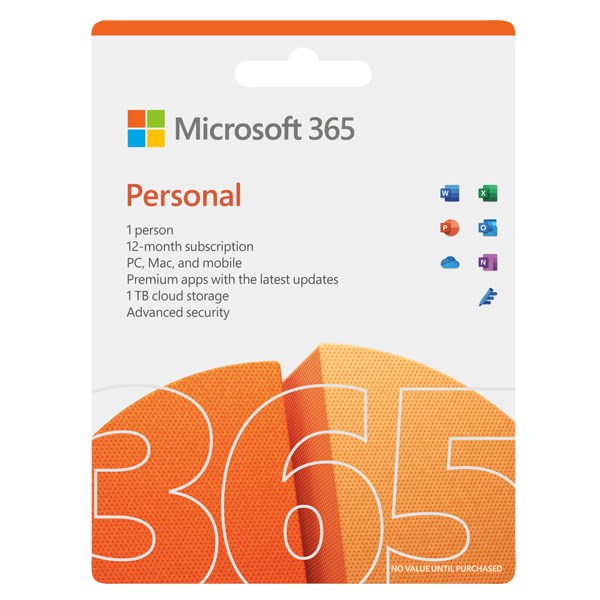 Microsoft 365
Personal
1 person
12-month subscription
PC, Mac, and mobile
Premium apps with the latest updates
1 TB cloud storage
Advanced security
W
X
P
O
N
365
NO VALUE UNTIL PURCHASED